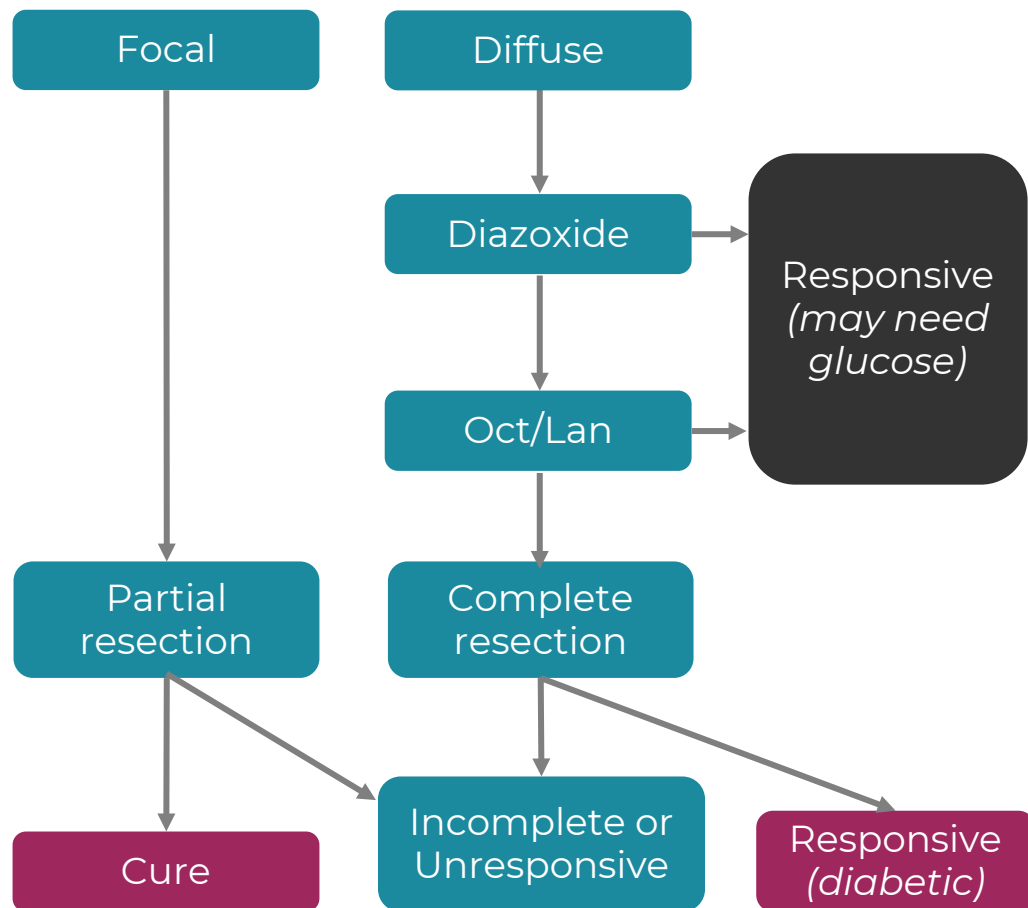 Focal
Diffuse
Diazoxide
Responsive
(may need
glucose)
Oct/Lan
Partial
resection
Complete
resection
Cure
Incomplete or
Unresponsive
Responsive
(diabetic)